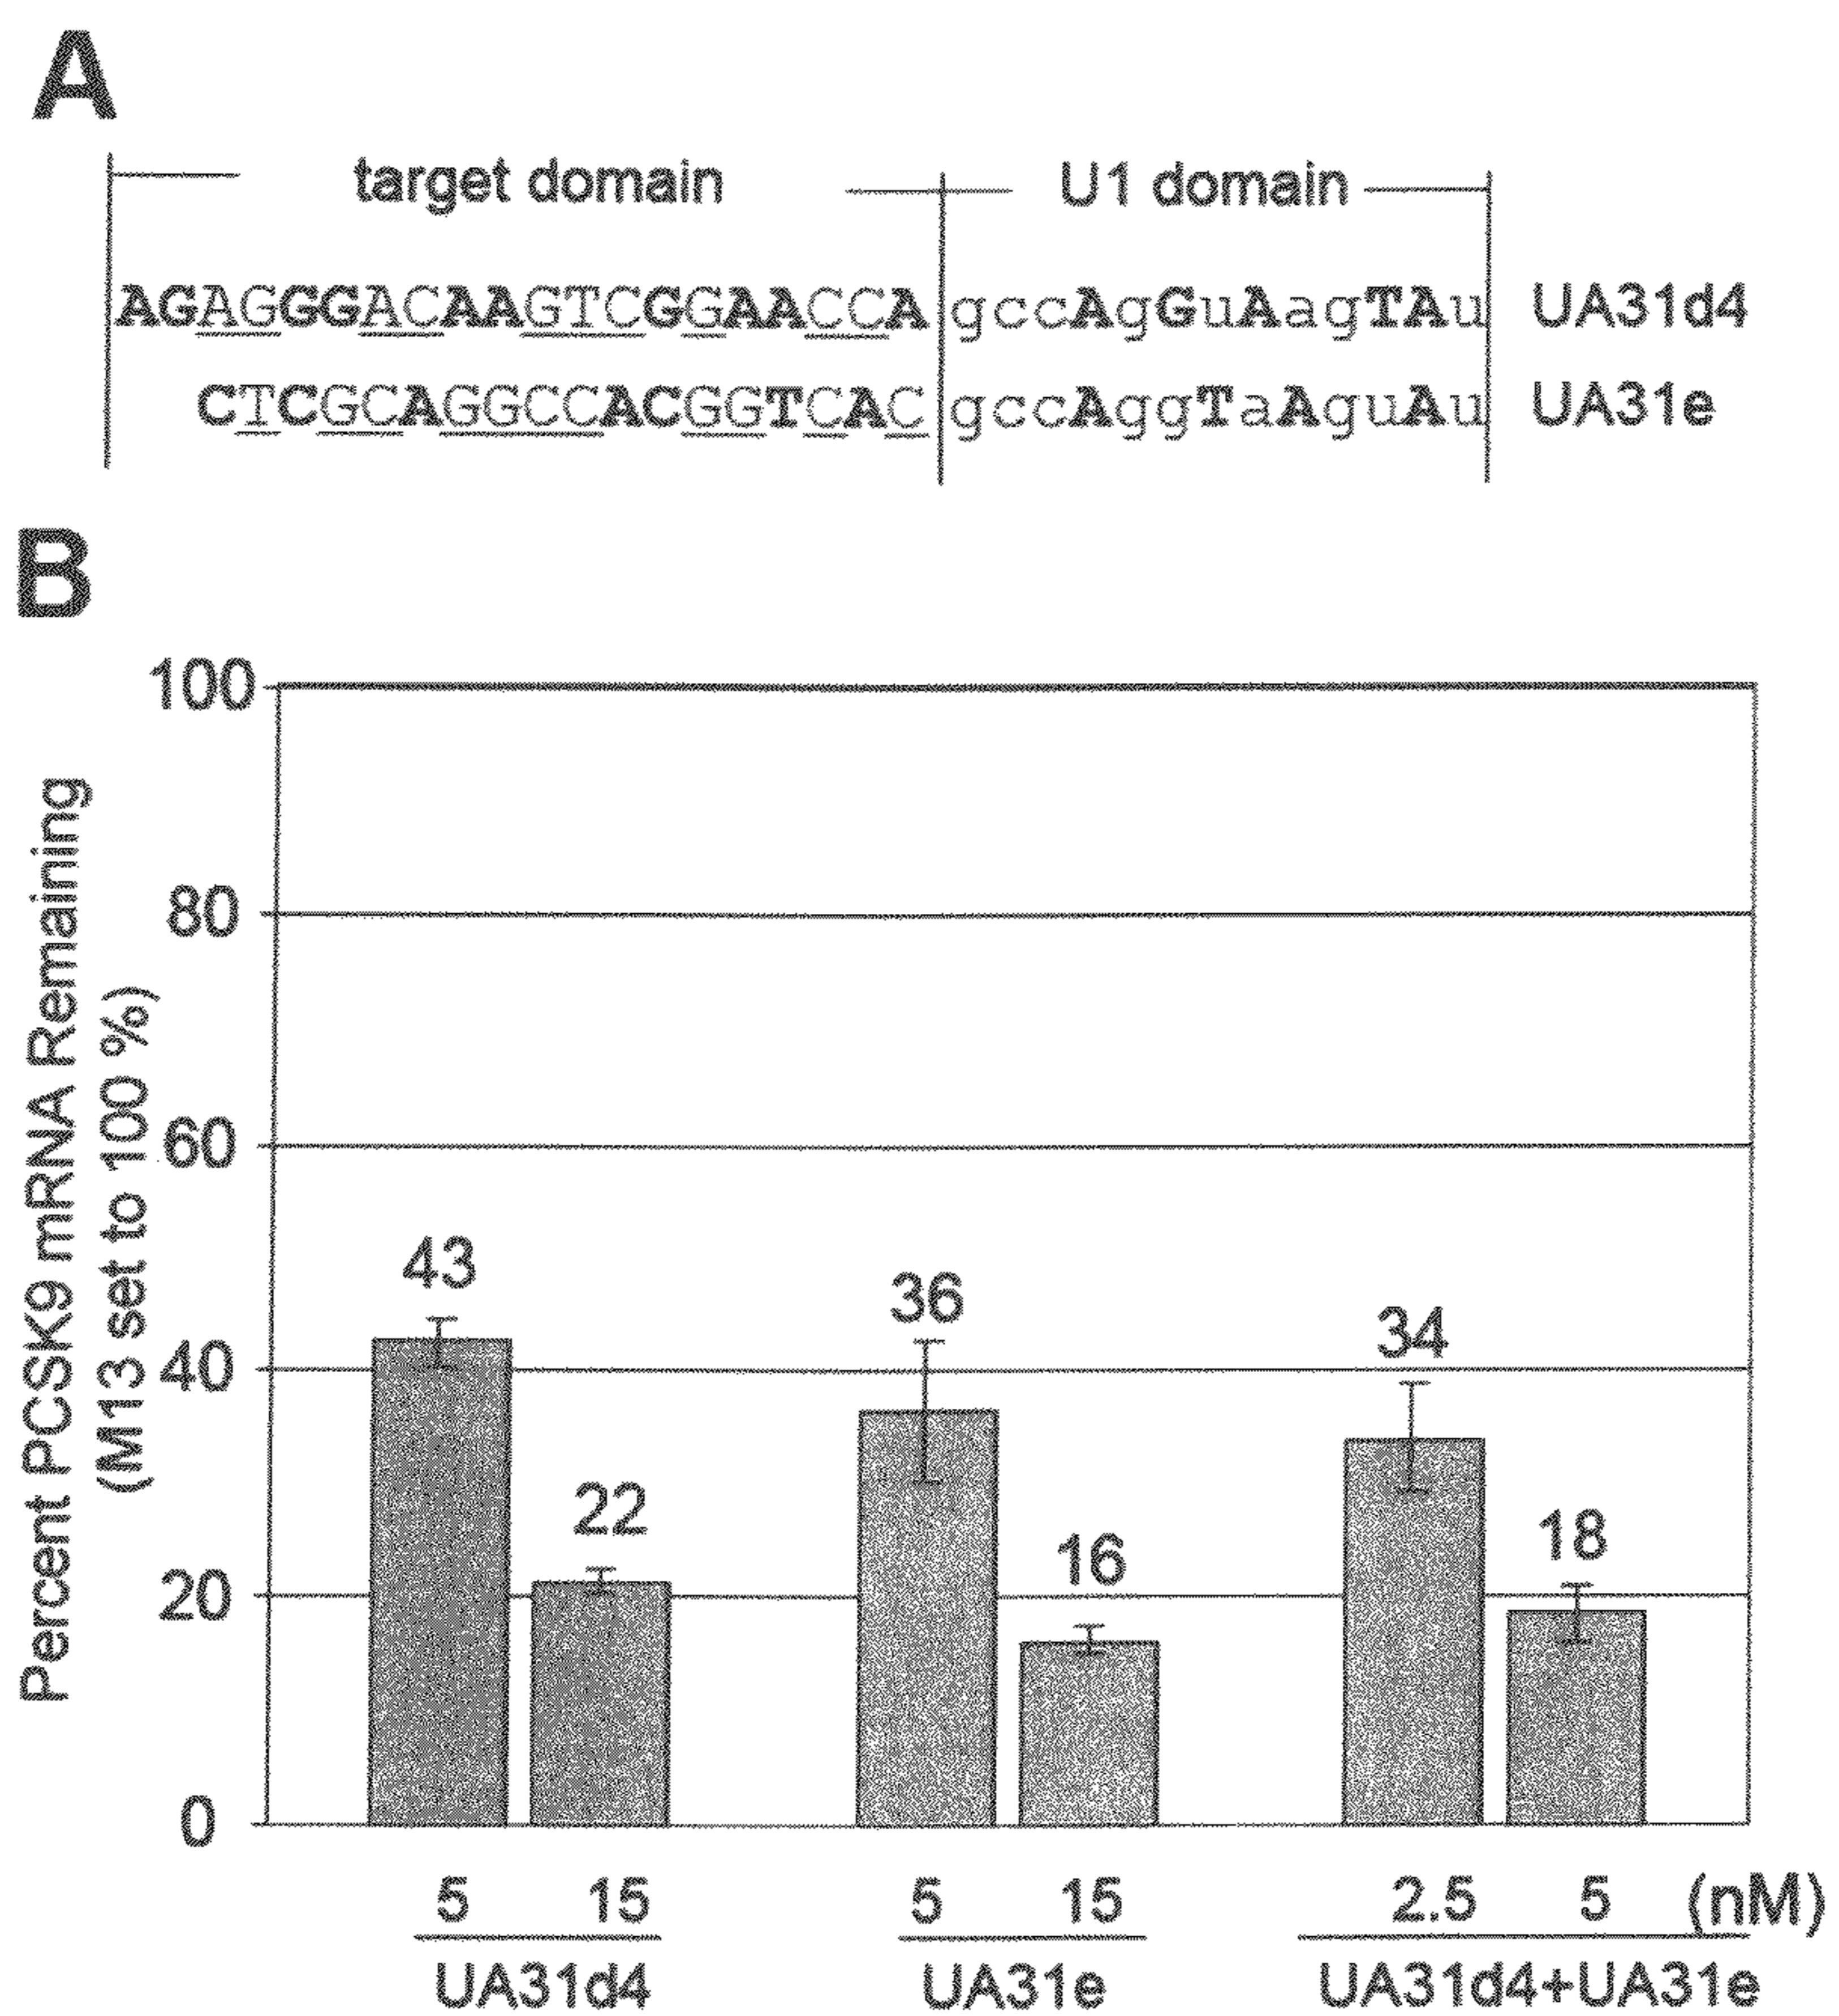 A
target domain U1 domain
AGAGGGACAAGTCGGAACCA gccAgGuAagTAu UA31d4
CTCGCAGGCCACGGTCAC gccAggTaAguAu UA31e
B
Percent PCSK9 mRNA Remaining
(M13 set to 100 %)
100
80
60
40
20
0
43
22
36
16
34
18
5 15 5 15 2.5 5 (nM)
UA31d4 UA31e UA31d4+UA31e